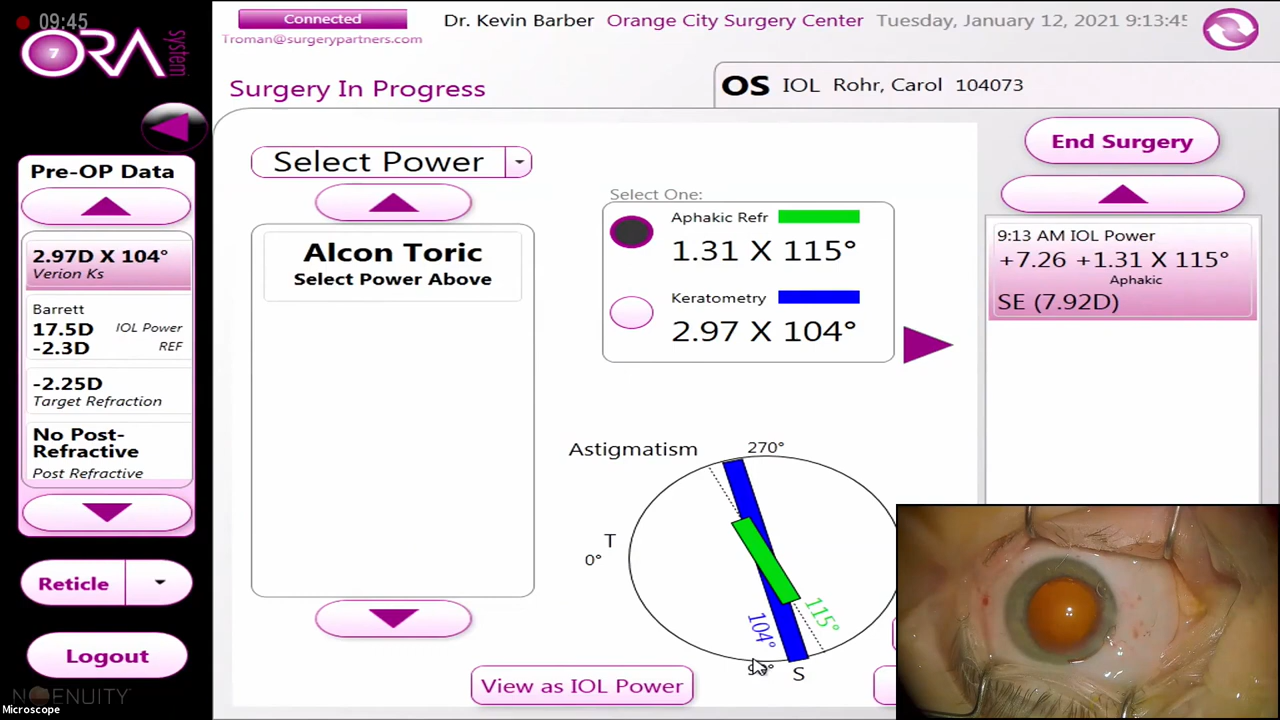 09:45
ORA
system
7
Connected
Troman@surgerypartners.com
Dr. Kevin Barber Orange City Surgery Center Tuesday, January 12, 2021 9:13:45
Surgery In Progress
OS IOL Rohr, Carol 104073
Pre-OP Data
2.97D X 104°
Verion Ks
Barrett
17.5D IOL Power
-2.3D REF
-2.25D
Target Refraction
No Post-
Refractive
Post Refractive
Reticle
Logout
Select Power
Alcon Toric
Select Power Above
Select One:
Aphakic Refr
1.31 X 115°
Keratometry
2.97 X 104°
Astigmatism
270°
T
0°
104°
115°
S
View as IOL Power
End Surgery
9:13 AM IOL Power
+7.26 +1.31 X 115°
Aphakic
SE (7.92D)
Microscope